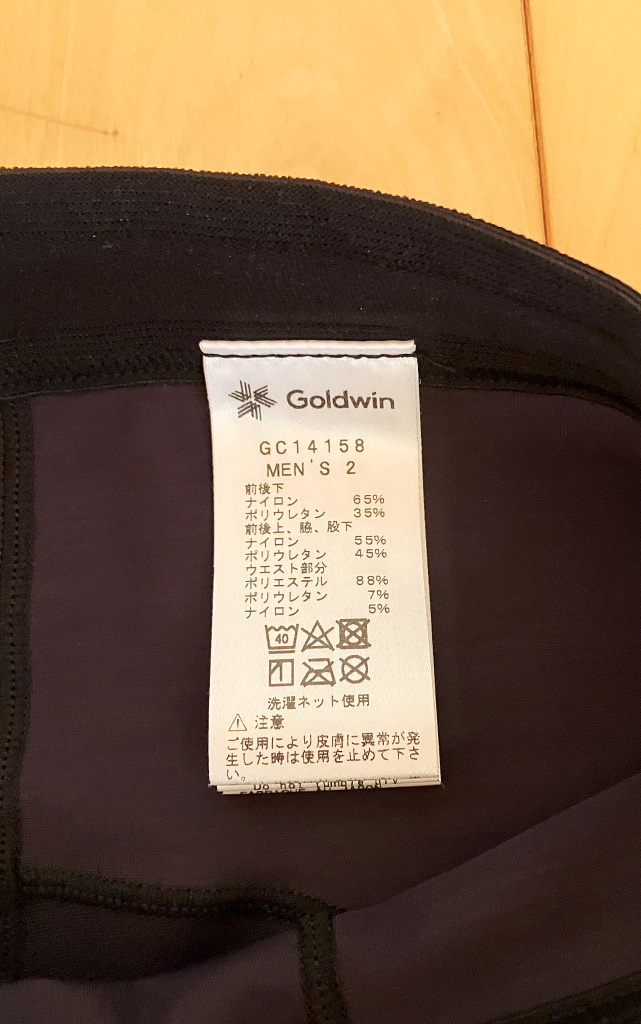 Goldwin
GC14158
MEN'S 2
前後下
ナイロン 65%
ポリウレタン 35%
前後上、脇、股下
ナイロン 55%
ポリウレタン 45%
ウエスト部分
ポリエステル 88%
ポリウレタン 7%
ナイロン 5%
40
洗濯ネット使用
注意
ご使用により皮膚に異常が発
生した時は使用を止めて下さ
い。
Do not